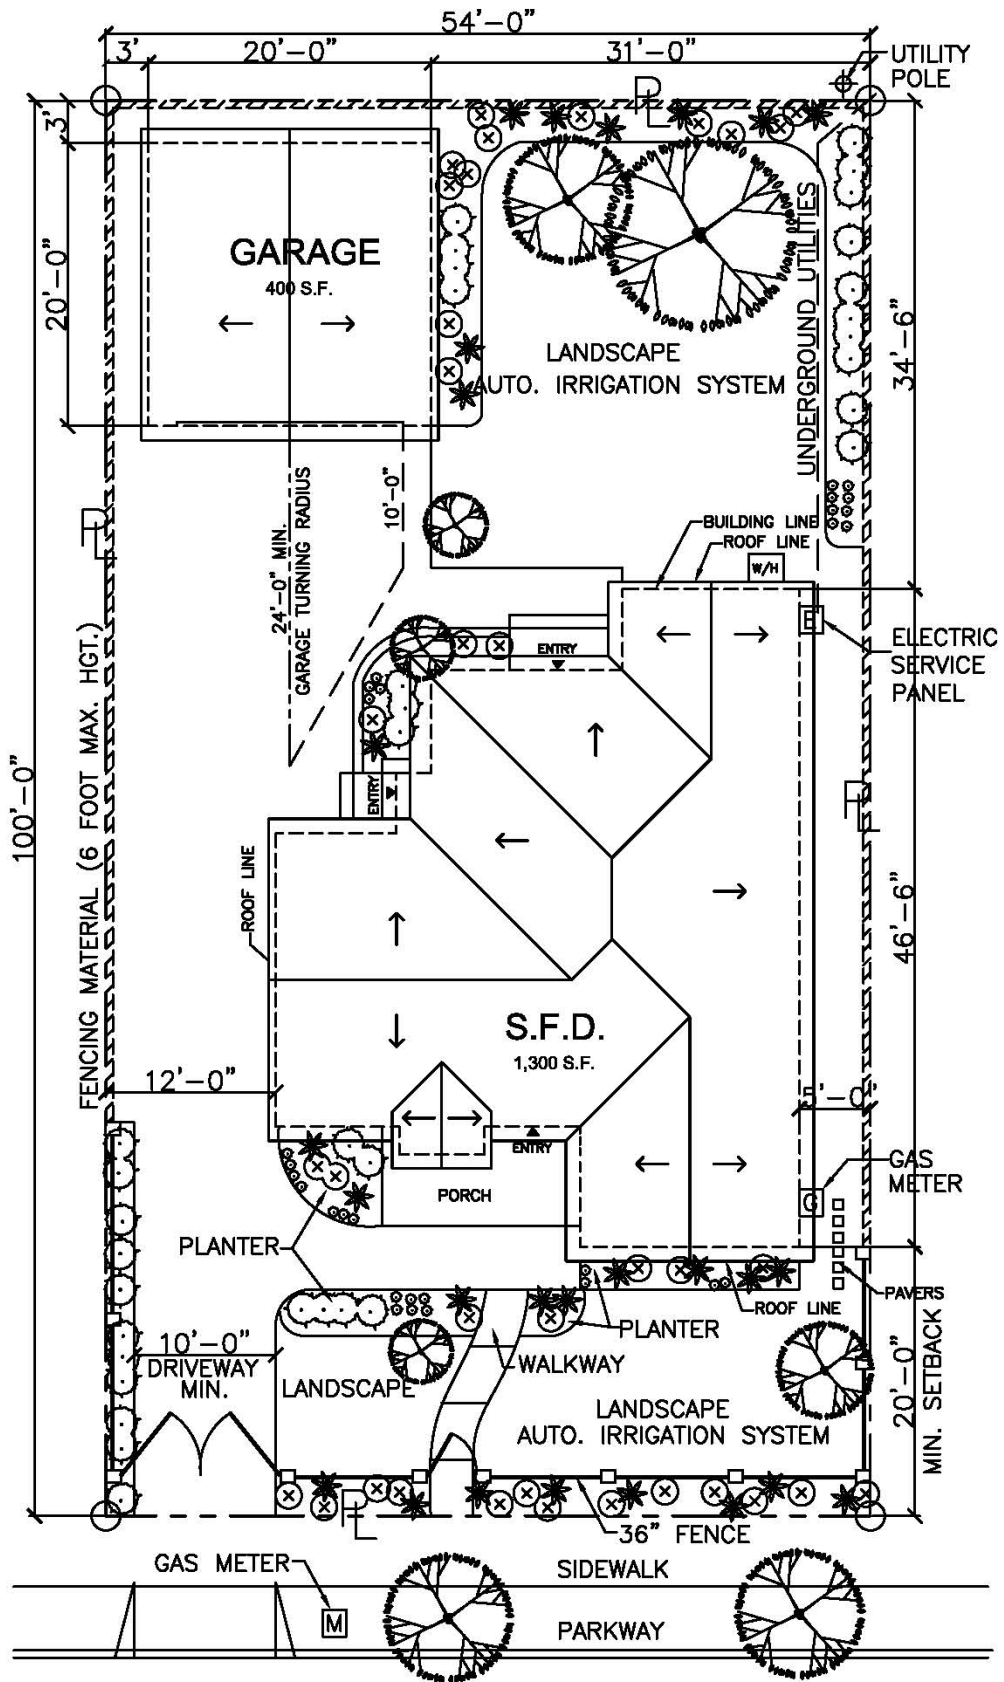 54'-0"
3'
20'-0"
31'-0"
UTILITY
POLE
PL
3'
GARAGE
400 S.F.
20'-0"
UNDERGROUND UTILITIES
34'-6"
LANDSCAPE
AUTO. IRRIGATION SYSTEM
PL
24'-0" MIN.
GARAGE TURNING RADIUS
10'-0"
BUILDING LINE
ROOF LINE
W/H
E
ELECTRIC
SERVICE
PANEL
ENTRY
100'-0"
FENCING MATERIAL (6 FOOT MAX. HGT.)
ENTRY
PL
ROOF LINE
46'-6"
S.F.D.
1,300 S.F.
12'-0"
5'-0"
ENTRY
PORCH
GAS
METER
G
PLANTER
PAVERS
ROOF LINE
PLANTER
10'-0"
DRIVEWAY
MIN.
WALKWAY
LANDSCAPE
LANDSCAPE
AUTO. IRRIGATION SYSTEM
20'-0"
MIN. SETBACK
PL
36" FENCE
GAS METER
SIDEWALK
M
PARKWAY